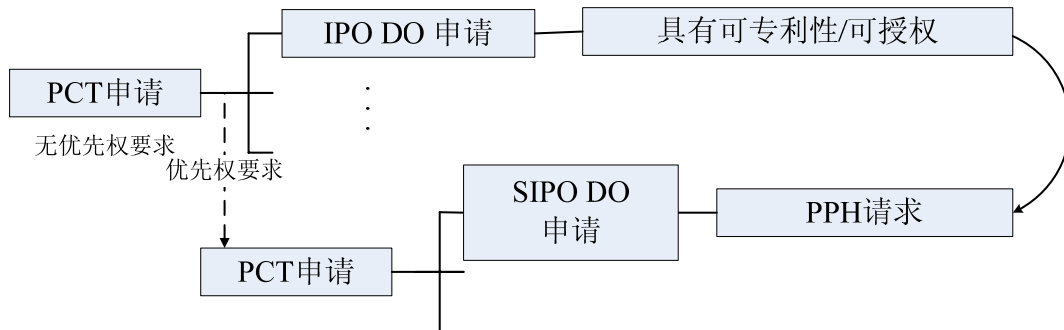 IPO DO 申请
具有可专利性/可授权
PCT申请
无优先权要求
优先权要求
SIPO DO
申请
PPH请求
PCT申请